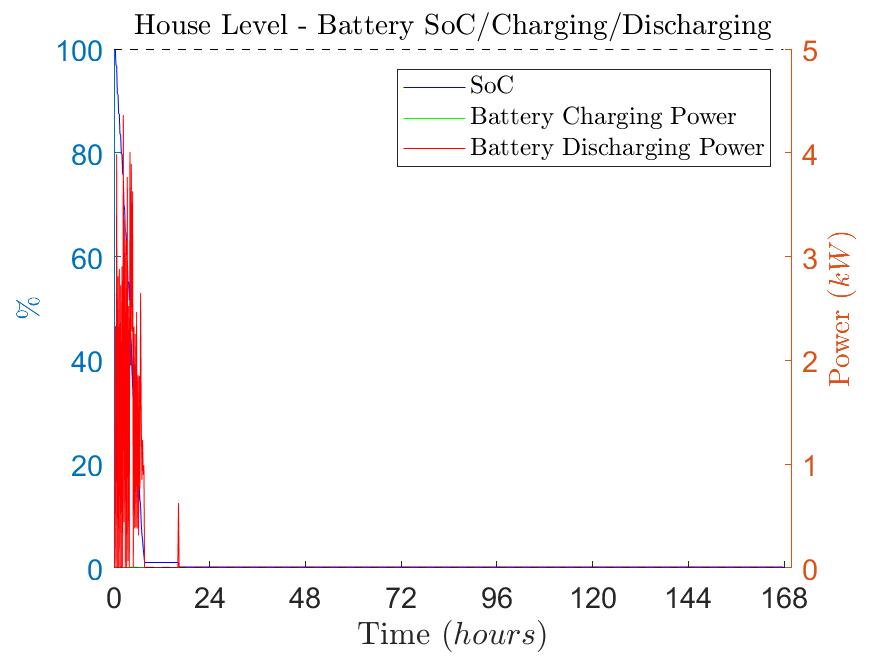 House Level - Battery SoC/Charging/Discharging
100
80
60
40
20
0
%
SoC
Battery Charging Power
Battery Discharging Power
5
4
3
2
1
0
Power (kW)
0 24 48 72 96 120 144 168
Time (hours)